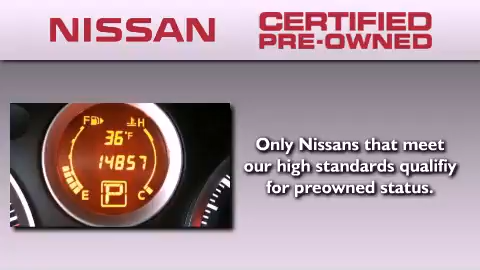 NISSAN
CERTIFIED
PRE-OWNED
F H
36°F
14857
E P C
Only Nissans that meet
our high standards qualifiy
for preowned status.